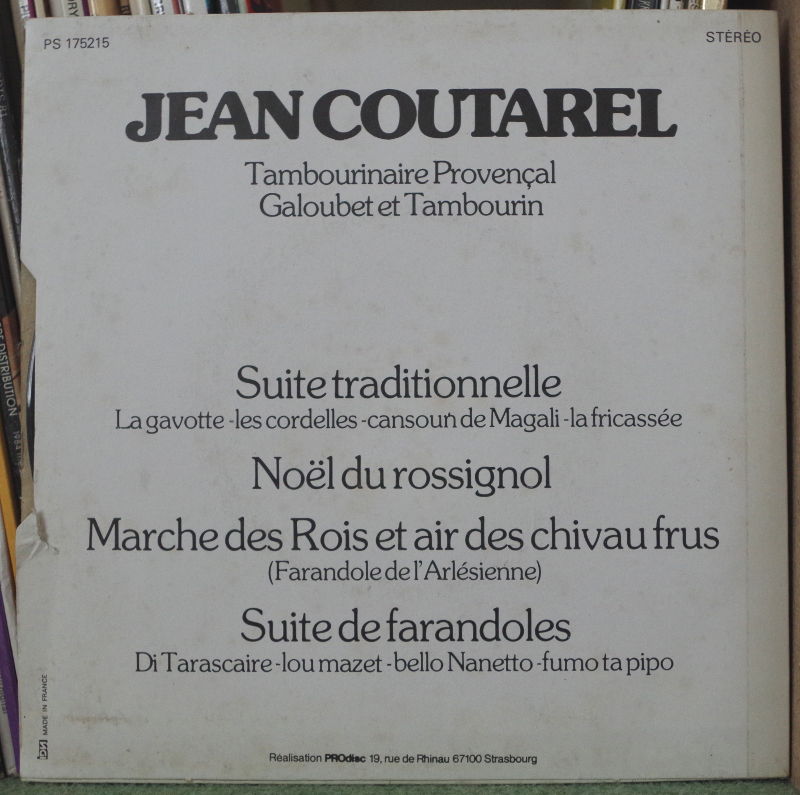 PS 175215
STÉRÉO
JEAN COUTAREL
Tambourinaire Provençal
Galoubet et Tambourin
Suite traditionnelle
La gavotte - les cordelles - cansoun de Magali - la fricassée
Noël du rossignol
Marche des Rois et air des chivau frus
(Farandole de l'Arlésienne)
Suite de farandoles
Di Tarascaire - lou mazet - bello Nanetto - fumo ta pipo
MADE IN FRANCE
Réalisation PROdisc 19, rue de Rhinau 67100 Strasbourg
DISTRIBUTION